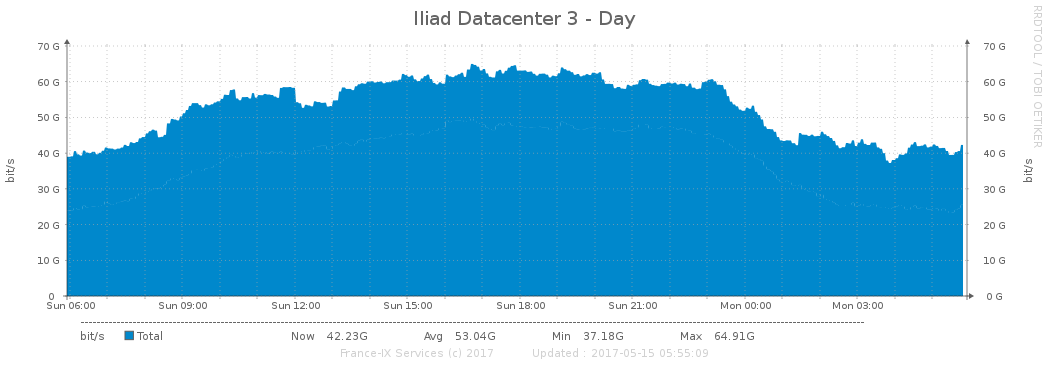 Iliad Datacenter 3 - Day
RRDTOOL / TOBI OETIKER
bit/s
70 G
60 G
50 G
40 G
30 G
20 G
10 G
0
70 G
60 G
50 G
40 G
30 G
20 G
10 G
0 G
bit/s
Sun 06:00 Sun 09:00 Sun 12:00 Sun 15:00 Sun 18:00 Sun 21:00 Mon 00:00 Mon 03:00
bit/s Total Now 42.23G Avg 53.04G Min 37.18G Max 64.91G
France-IX Services (c) 2017 Updated : 2017-05-15 05:55:09